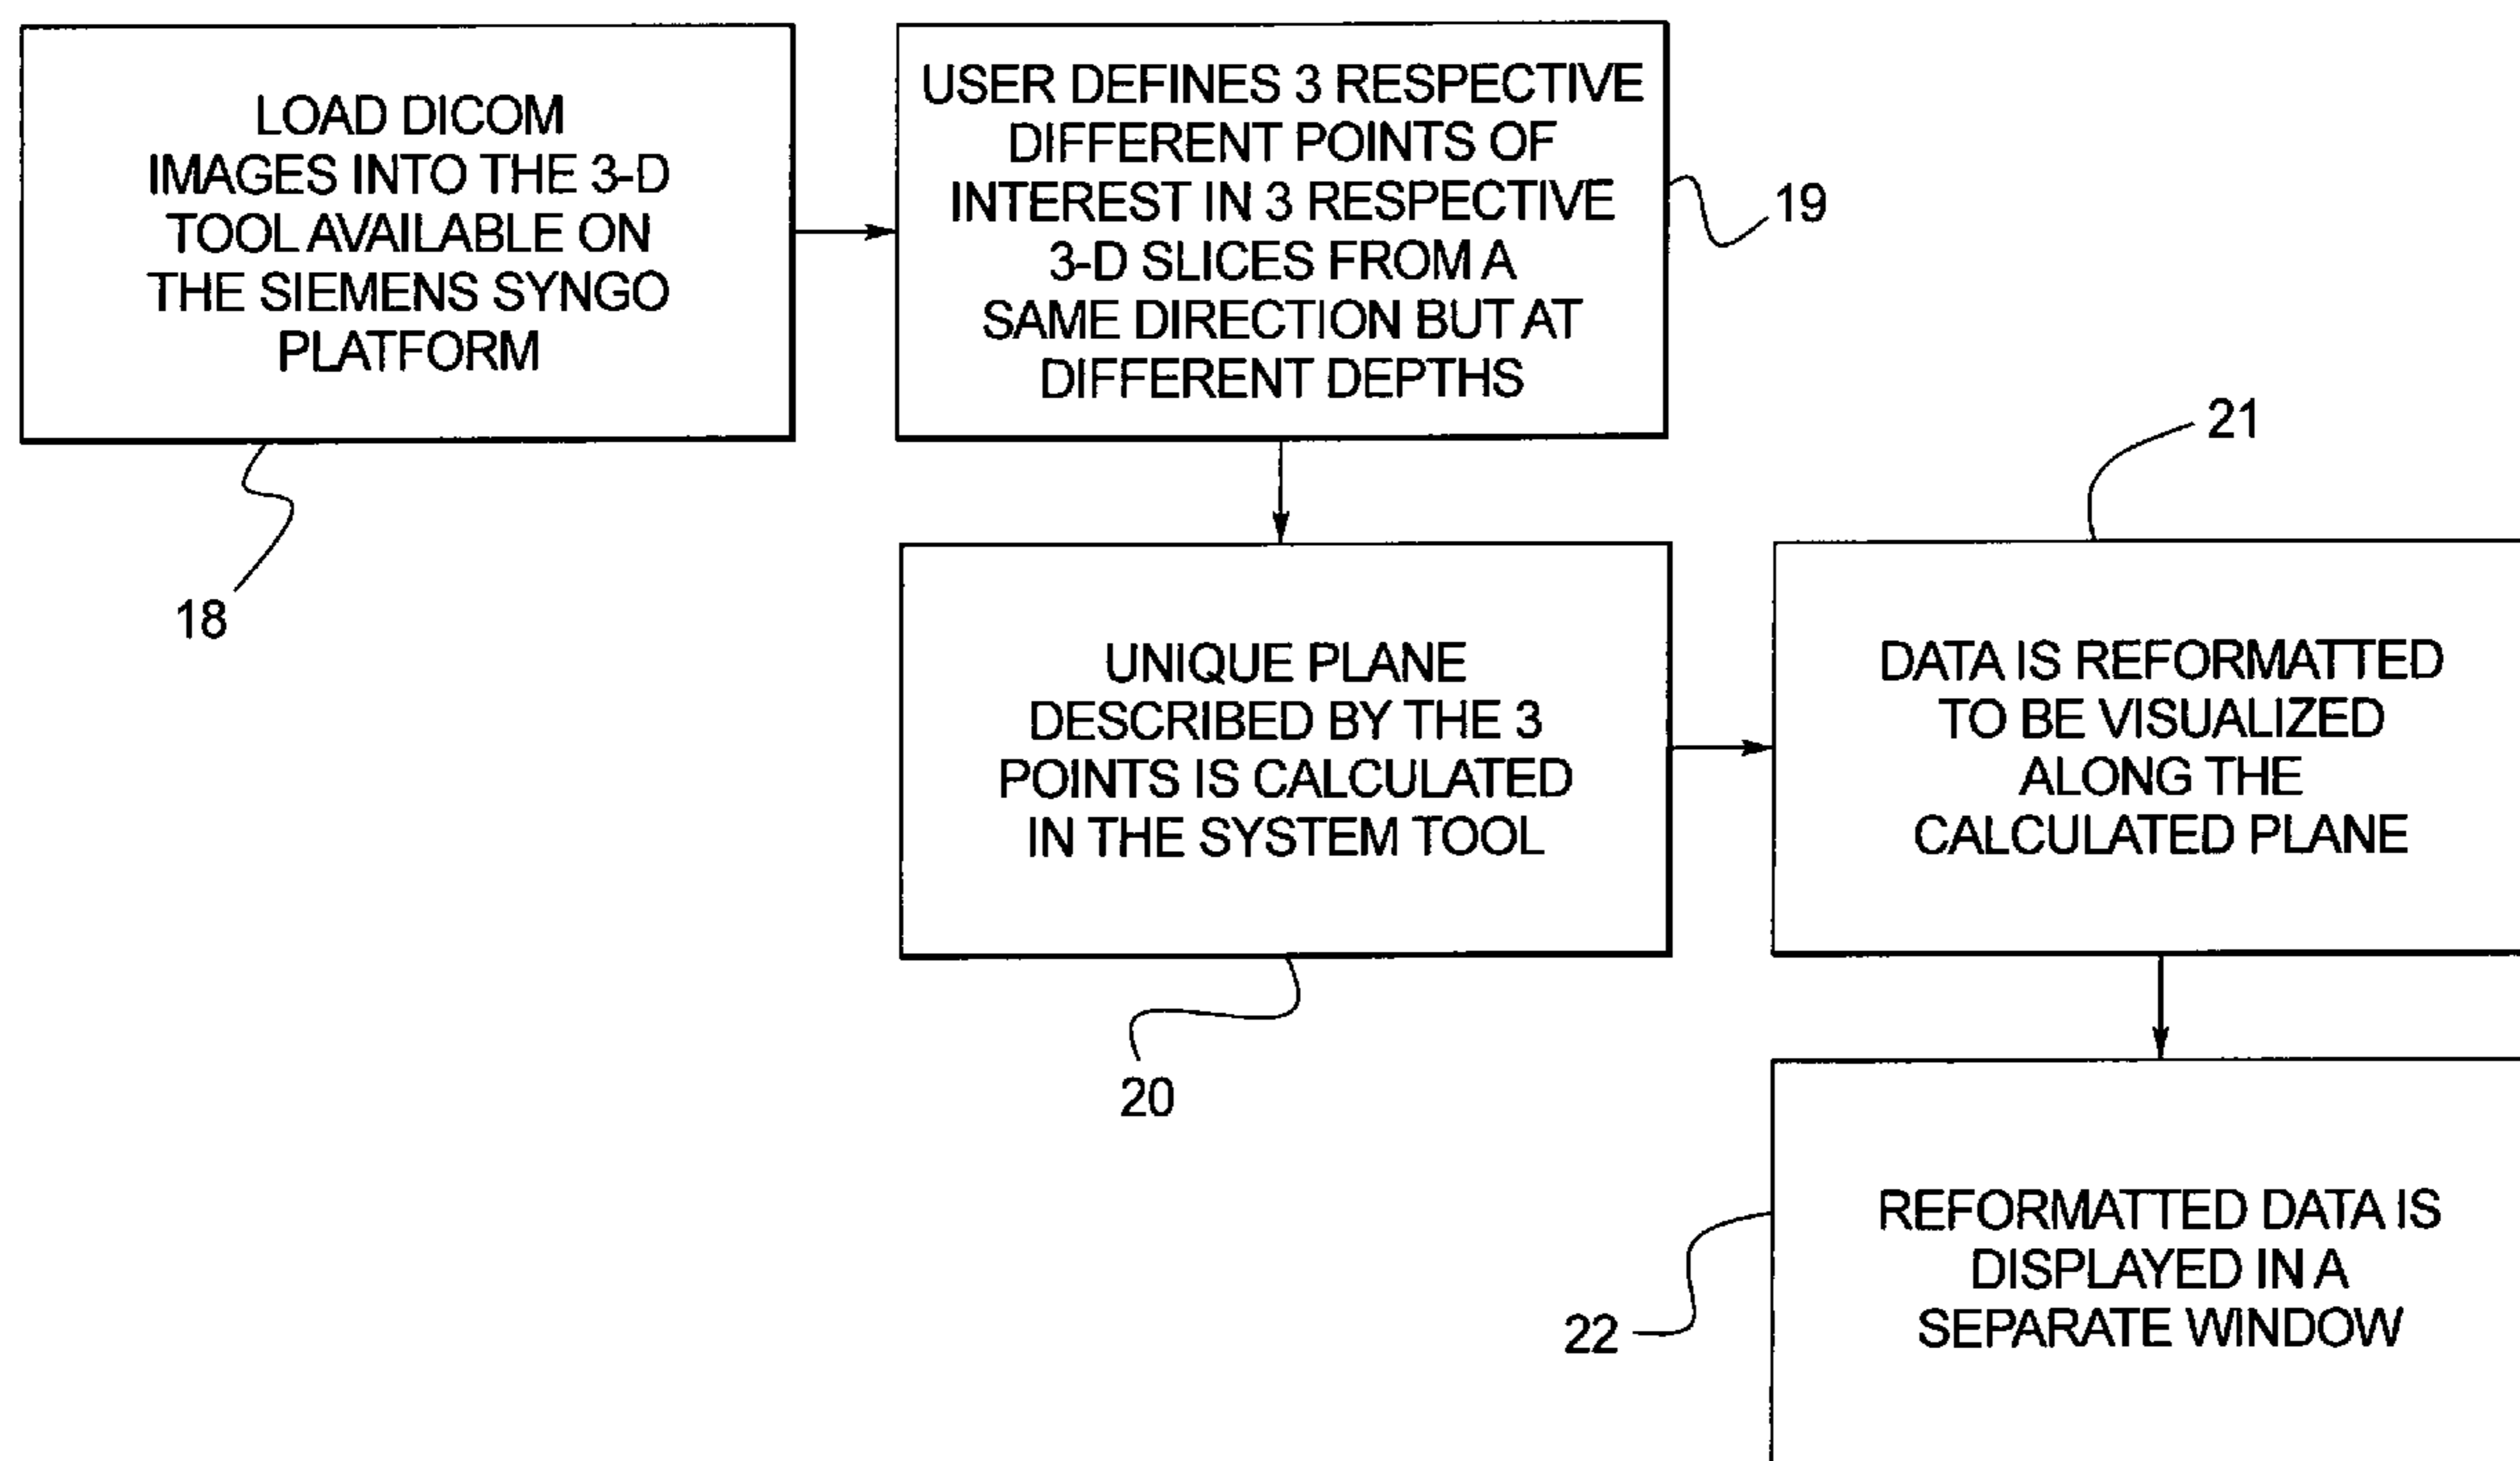 LOAD DICOM
IMAGES INTO THE 3-D
TOOL AVAILABLE ON
THE SIEMENS SYNGO
PLATFORM
18
USER DEFINES 3 RESPECTIVE
DIFFERENT POINTS OF
INTEREST IN 3 RESPECTIVE
3-D SLICES FROM A
SAME DIRECTION BUT AT
DIFFERENT DEPTHS
19
UNIQUE PLANE
DESCRIBED BY THE 3
POINTS IS CALCULATED
IN THE SYSTEM TOOL
20
21
DATA IS REFORMATTED
TO BE VISUALIZED
ALONG THE
CALCULATED PLANE
REFORMATTED DATA IS
DISPLAYED IN A
SEPARATE WINDOW
22